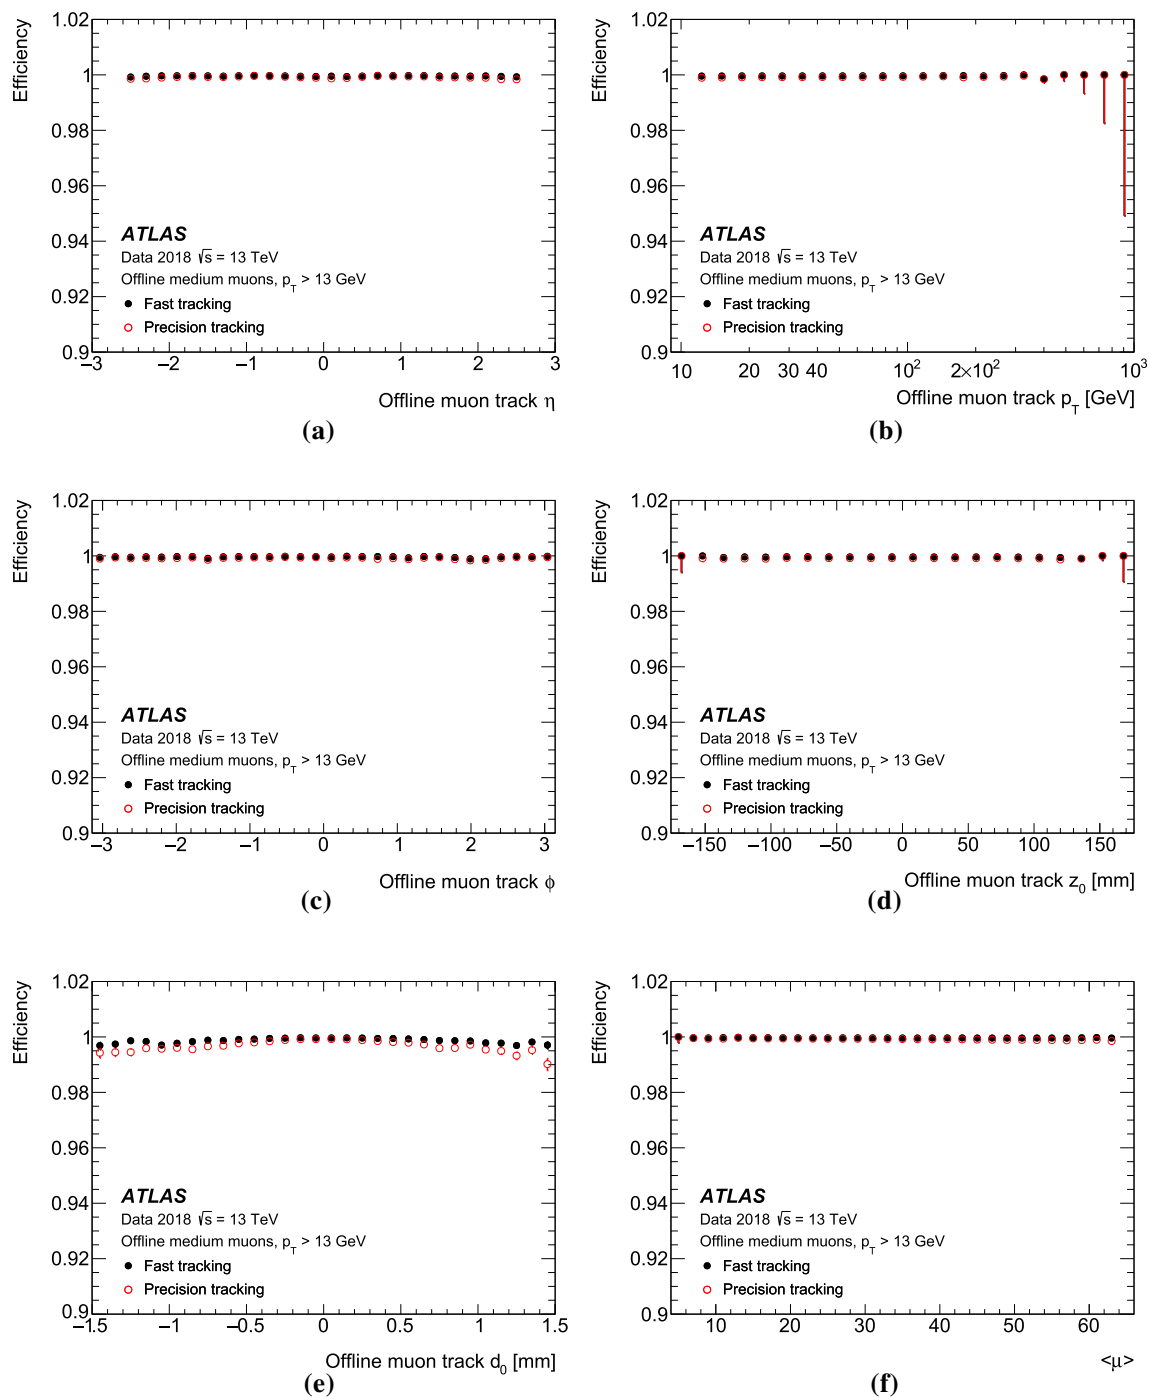 1.02
1
0.98
0.96
0.94
0.92
0.9
Efficiency
ATLAS
Data 2018 √s = 13 TeV
Offline medium muons, p_T > 13 GeV
Fast tracking
Precision tracking
−3 −2 −1 0 1 2 3
Offline muon track η
(a)
1.02
1
0.98
0.96
0.94
0.92
0.9
Efficiency
ATLAS
Data 2018 √s = 13 TeV
Offline medium muons, p_T > 13 GeV
Fast tracking
Precision tracking
10 20 30 40 10² 2×10² 10³
Offline muon track p_T [GeV]
(b)
1.02
1
0.98
0.96
0.94
0.92
0.9
Efficiency
ATLAS
Data 2018 √s = 13 TeV
Offline medium muons, p_T > 13 GeV
Fast tracking
Precision tracking
−3 −2 −1 0 1 2 3
Offline muon track ϕ
(c)
1.02
1
0.98
0.96
0.94
0.92
0.9
Efficiency
ATLAS
Data 2018 √s = 13 TeV
Offline medium muons, p_T > 13 GeV
Fast tracking
Precision tracking
−150 −100 −50 0 50 100 150
Offline muon track z₀ [mm]
(d)
1.02
1
0.98
0.96
0.94
0.92
0.9
Efficiency
ATLAS
Data 2018 √s = 13 TeV
Offline medium muons, p_T > 13 GeV
Fast tracking
Precision tracking
−1.5 −1 −0.5 0 0.5 1 1.5
Offline muon track d₀ [mm]
(e)
1.02
1
0.98
0.96
0.94
0.92
0.9
Efficiency
ATLAS
Data 2018 √s = 13 TeV
Offline medium muons, p_T > 13 GeV
Fast tracking
Precision tracking
10 20 30 40 50 60
<μ>
(f)